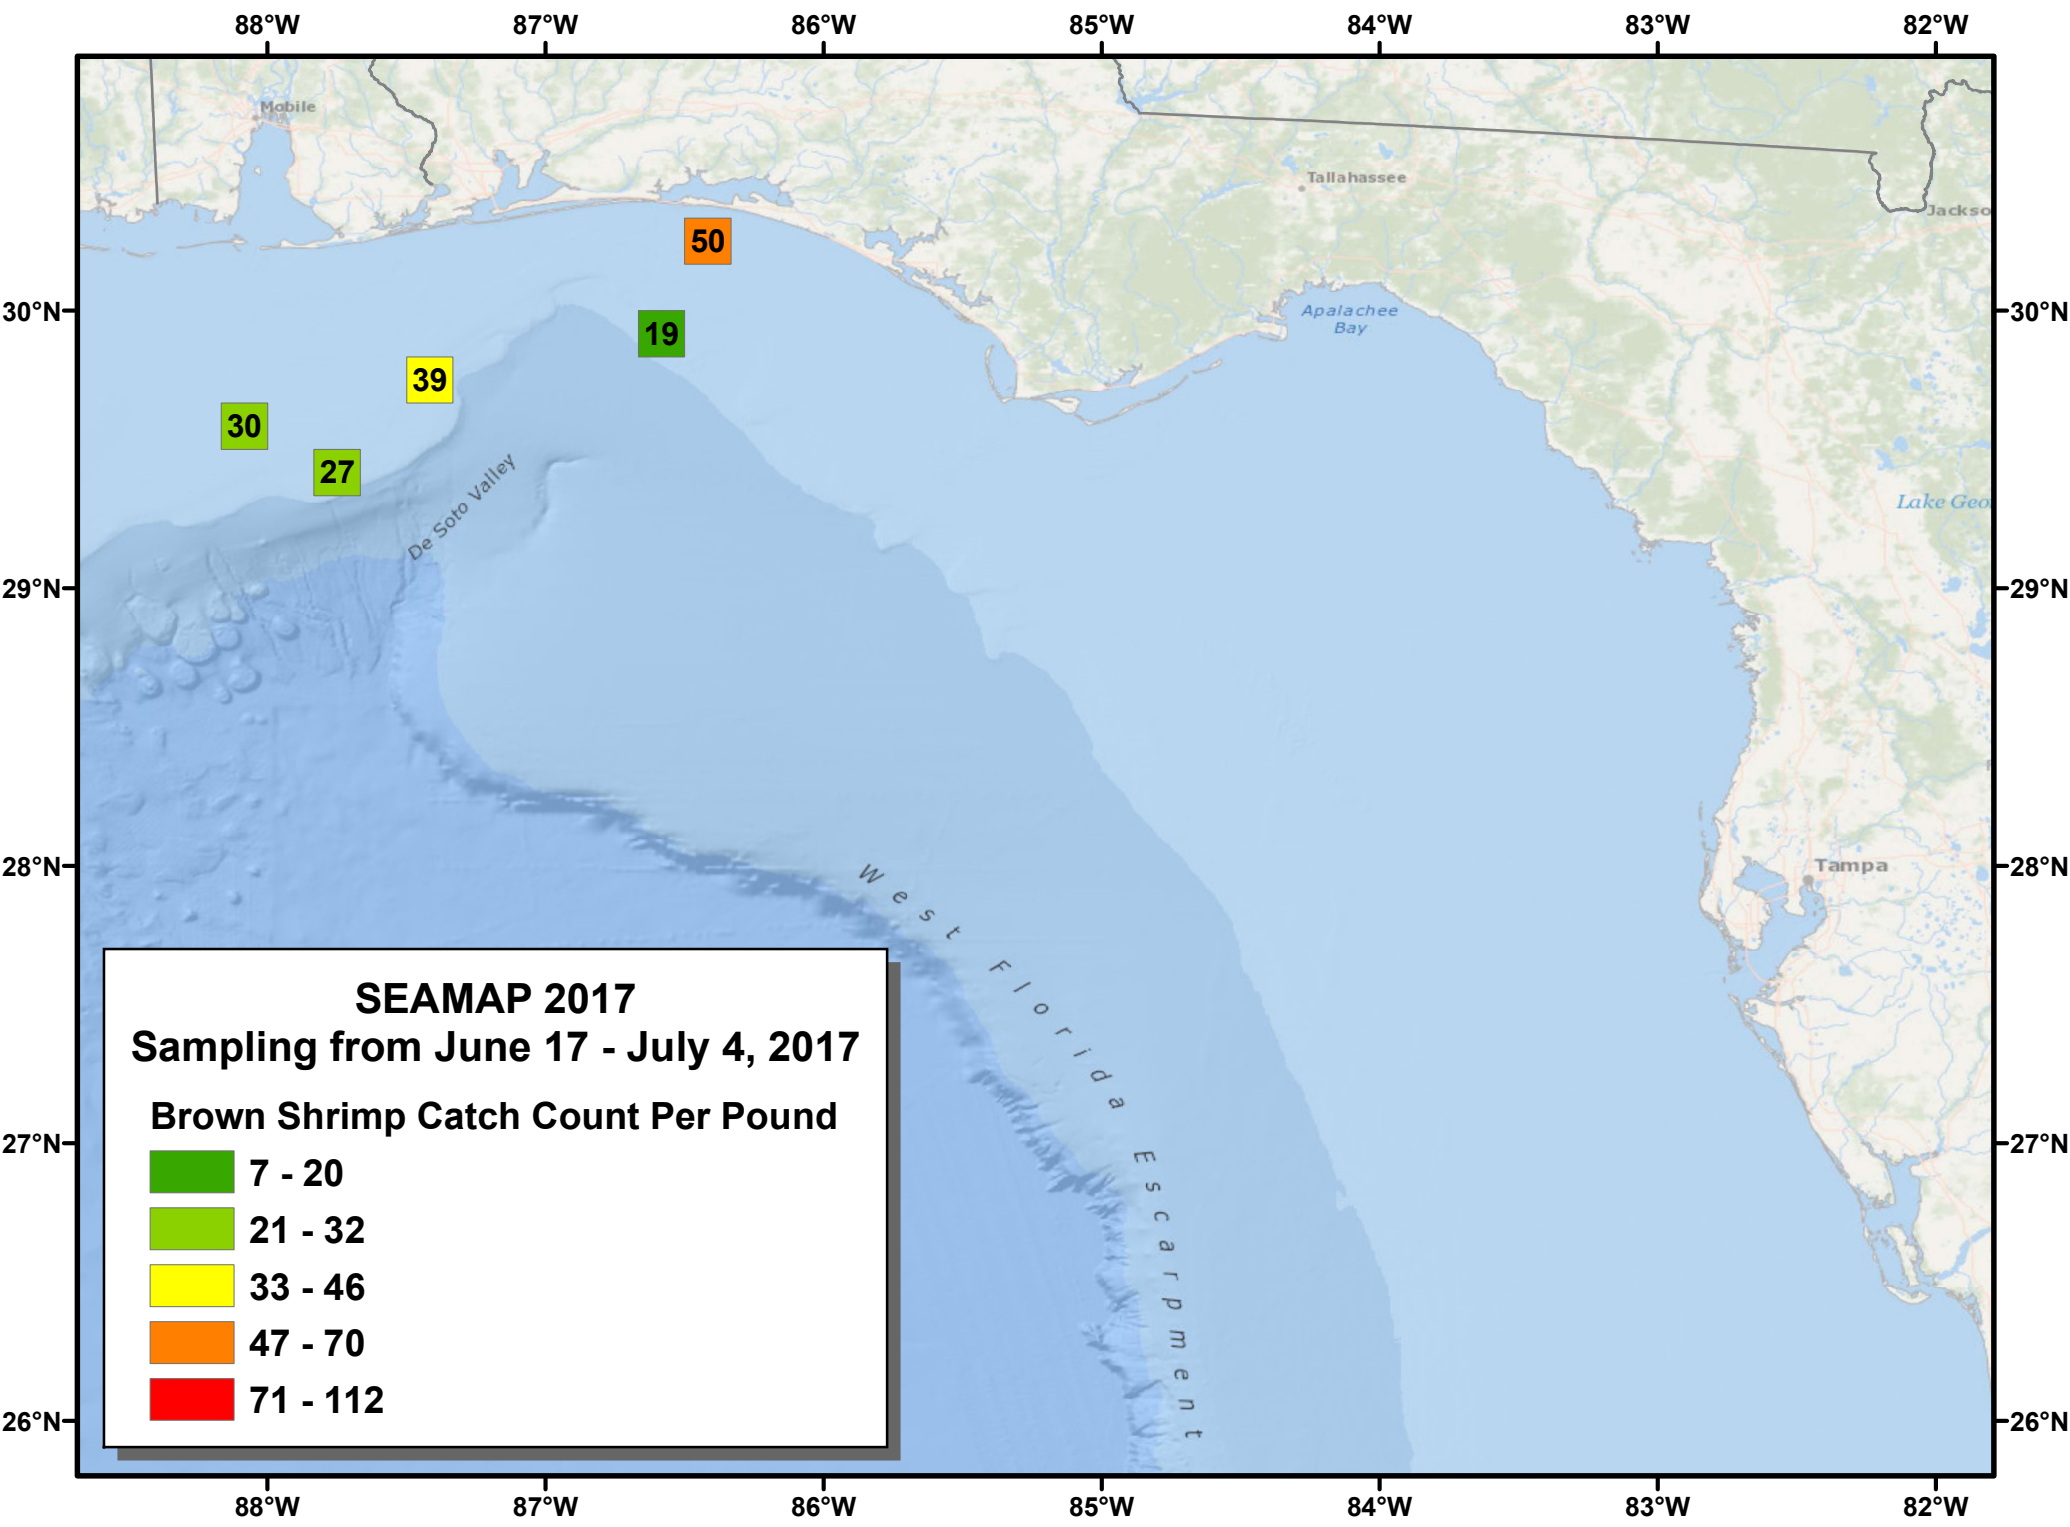 88°W 87°W 86°W 85°W 84°W 83°W 82°W
Mobile
Tallahassee
Jackso
50
30°N 30°N
Apalachee
Bay
19
39
30
27
De Soto Valley
Lake Geo
29°N 29°N
28°N 28°N
Tampa
West Florida Escarpment
SEAMAP 2017
Sampling from June 17 - July 4, 2017
Brown Shrimp Catch Count Per Pound
27°N 27°N
7 - 20
21 - 32
33 - 46
47 - 70
71 - 112
26°N 26°N
88°W 87°W 86°W 85°W 84°W 83°W 82°W